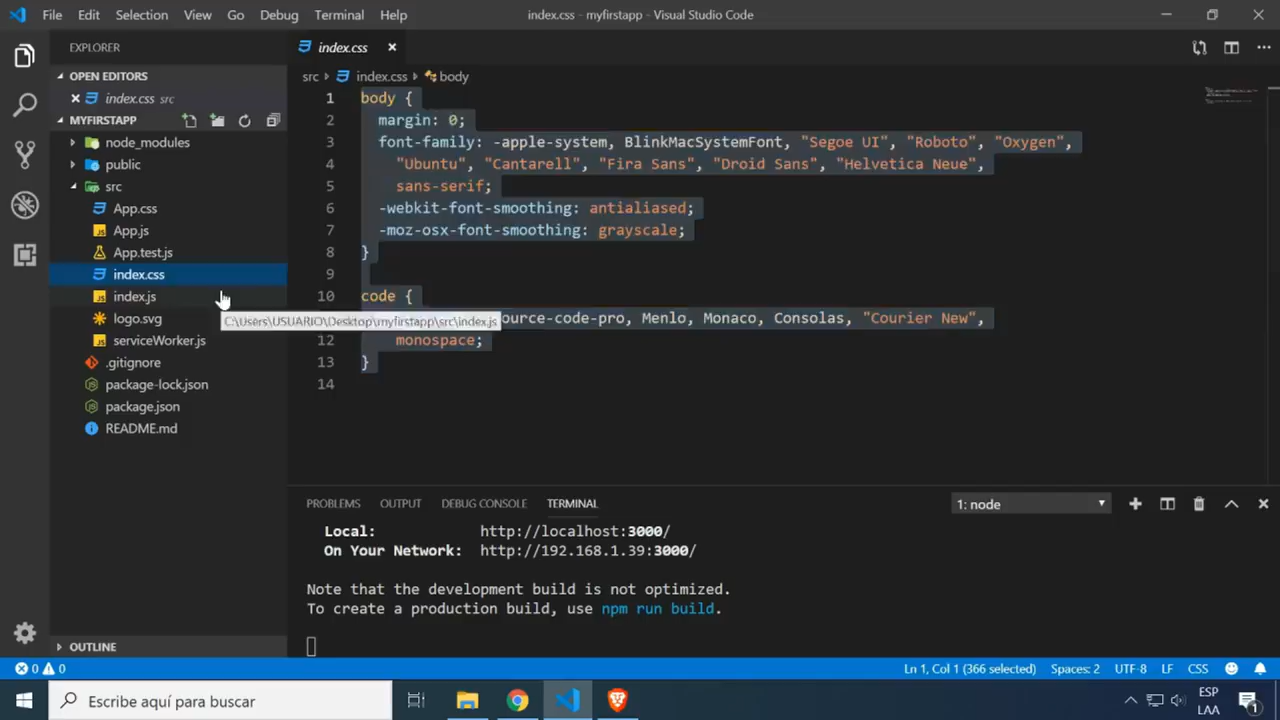 File Edit Selection View Go Debug Terminal Help
index.css - myfirstapp - Visual Studio Code
EXPLORER
OPEN EDITORS
index.css src
MYFIRSTAPP
node_modules
public
src
App.css
App.js
App.test.js
index.css
index.js
logo.svg
serviceWorker.js
.gitignore
package-lock.json
package.json
README.md
OUTLINE
index.css
src index.css body
1 body {
2 margin: 0;
3 font-family: -apple-system, BlinkMacSystemFont, "Segoe UI", "Roboto", "Oxygen",
4 "Ubuntu", "Cantarell", "Fira Sans", "Droid Sans", "Helvetica Neue",
5 sans-serif;
6 -webkit-font-smoothing: antialiased;
7 -moz-osx-font-smoothing: grayscale;
8 }
9
10 code {
C:\Users\USUARIO\Desktop\myfirstapp\src\index.js
ource-code-pro, Menlo, Monaco, Consolas, "Courier New",
12 monospace;
13 }
14
PROBLEMS OUTPUT DEBUG CONSOLE TERMINAL
1: node
Local: http://localhost:3000/
On Your Network: http://192.168.1.39:3000/
Note that the development build is not optimized.
To create a production build, use npm run build.
0 0
Ln 1, Col 1 (366 selected) Spaces: 2 UTF-8 LF CSS
Escribe aquí para buscar
ESP
LAA
1